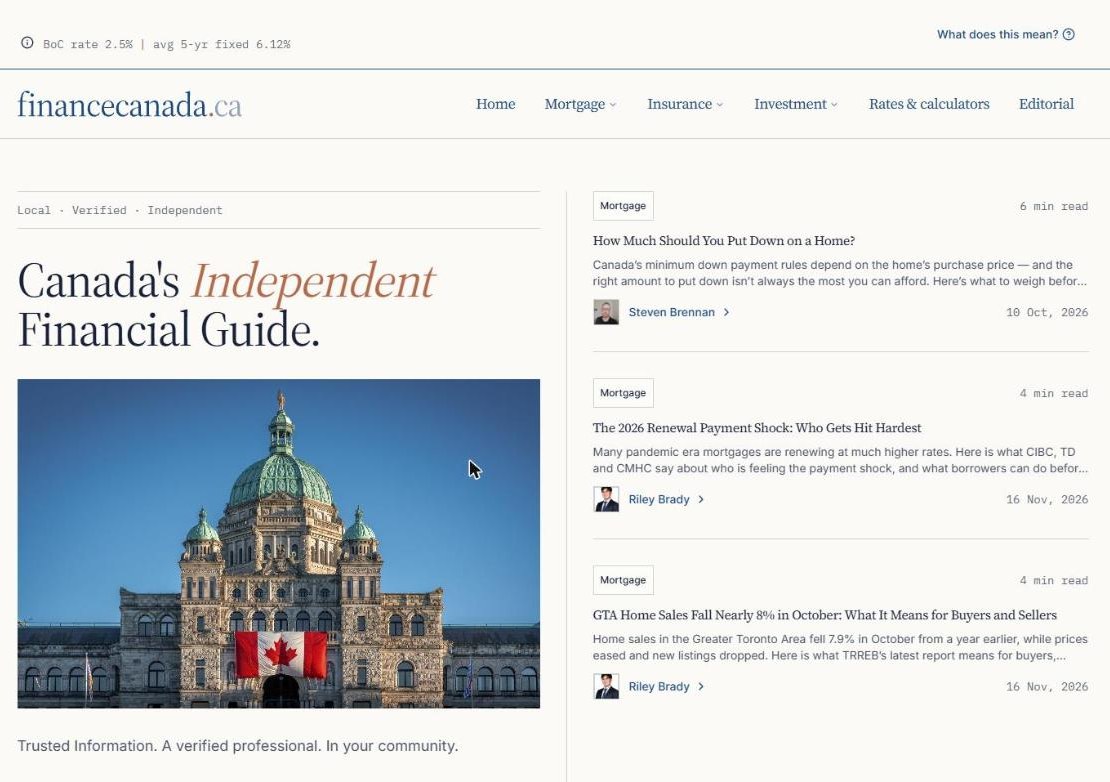 BoC rate 2.5% | avg 5-yr fixed 6.12%
What does this mean?
financecanada.ca
Home
Mortgage
Insurance
Investment
Rates & calculators
Editorial
Local · Verified · Independent
Canada's Independent
Financial Guide.
Trusted Information. A verified professional. In your community.
Mortgage
6 min read
How Much Should You Put Down on a Home?
Canada’s minimum down payment rules depend on the home’s purchase price — and the
right amount to put down isn’t always the most you can afford. Here’s what to weigh befor...
Steven Brennan
10 Oct, 2026
Mortgage
4 min read
The 2026 Renewal Payment Shock: Who Gets Hit Hardest
Many pandemic era mortgages are renewing at much higher rates. Here is what CIBC, TD
and CMHC say about who is feeling the payment shock, and what borrowers can do befor...
Riley Brady
16 Nov, 2026
Mortgage
4 min read
GTA Home Sales Fall Nearly 8% in October: What It Means for Buyers and Sellers
Home sales in the Greater Toronto Area fell 7.9% in October from a year earlier, while prices
eased and new listings dropped. Here is what TRREB’s latest report means for buyers,...
Riley Brady
16 Nov, 2026